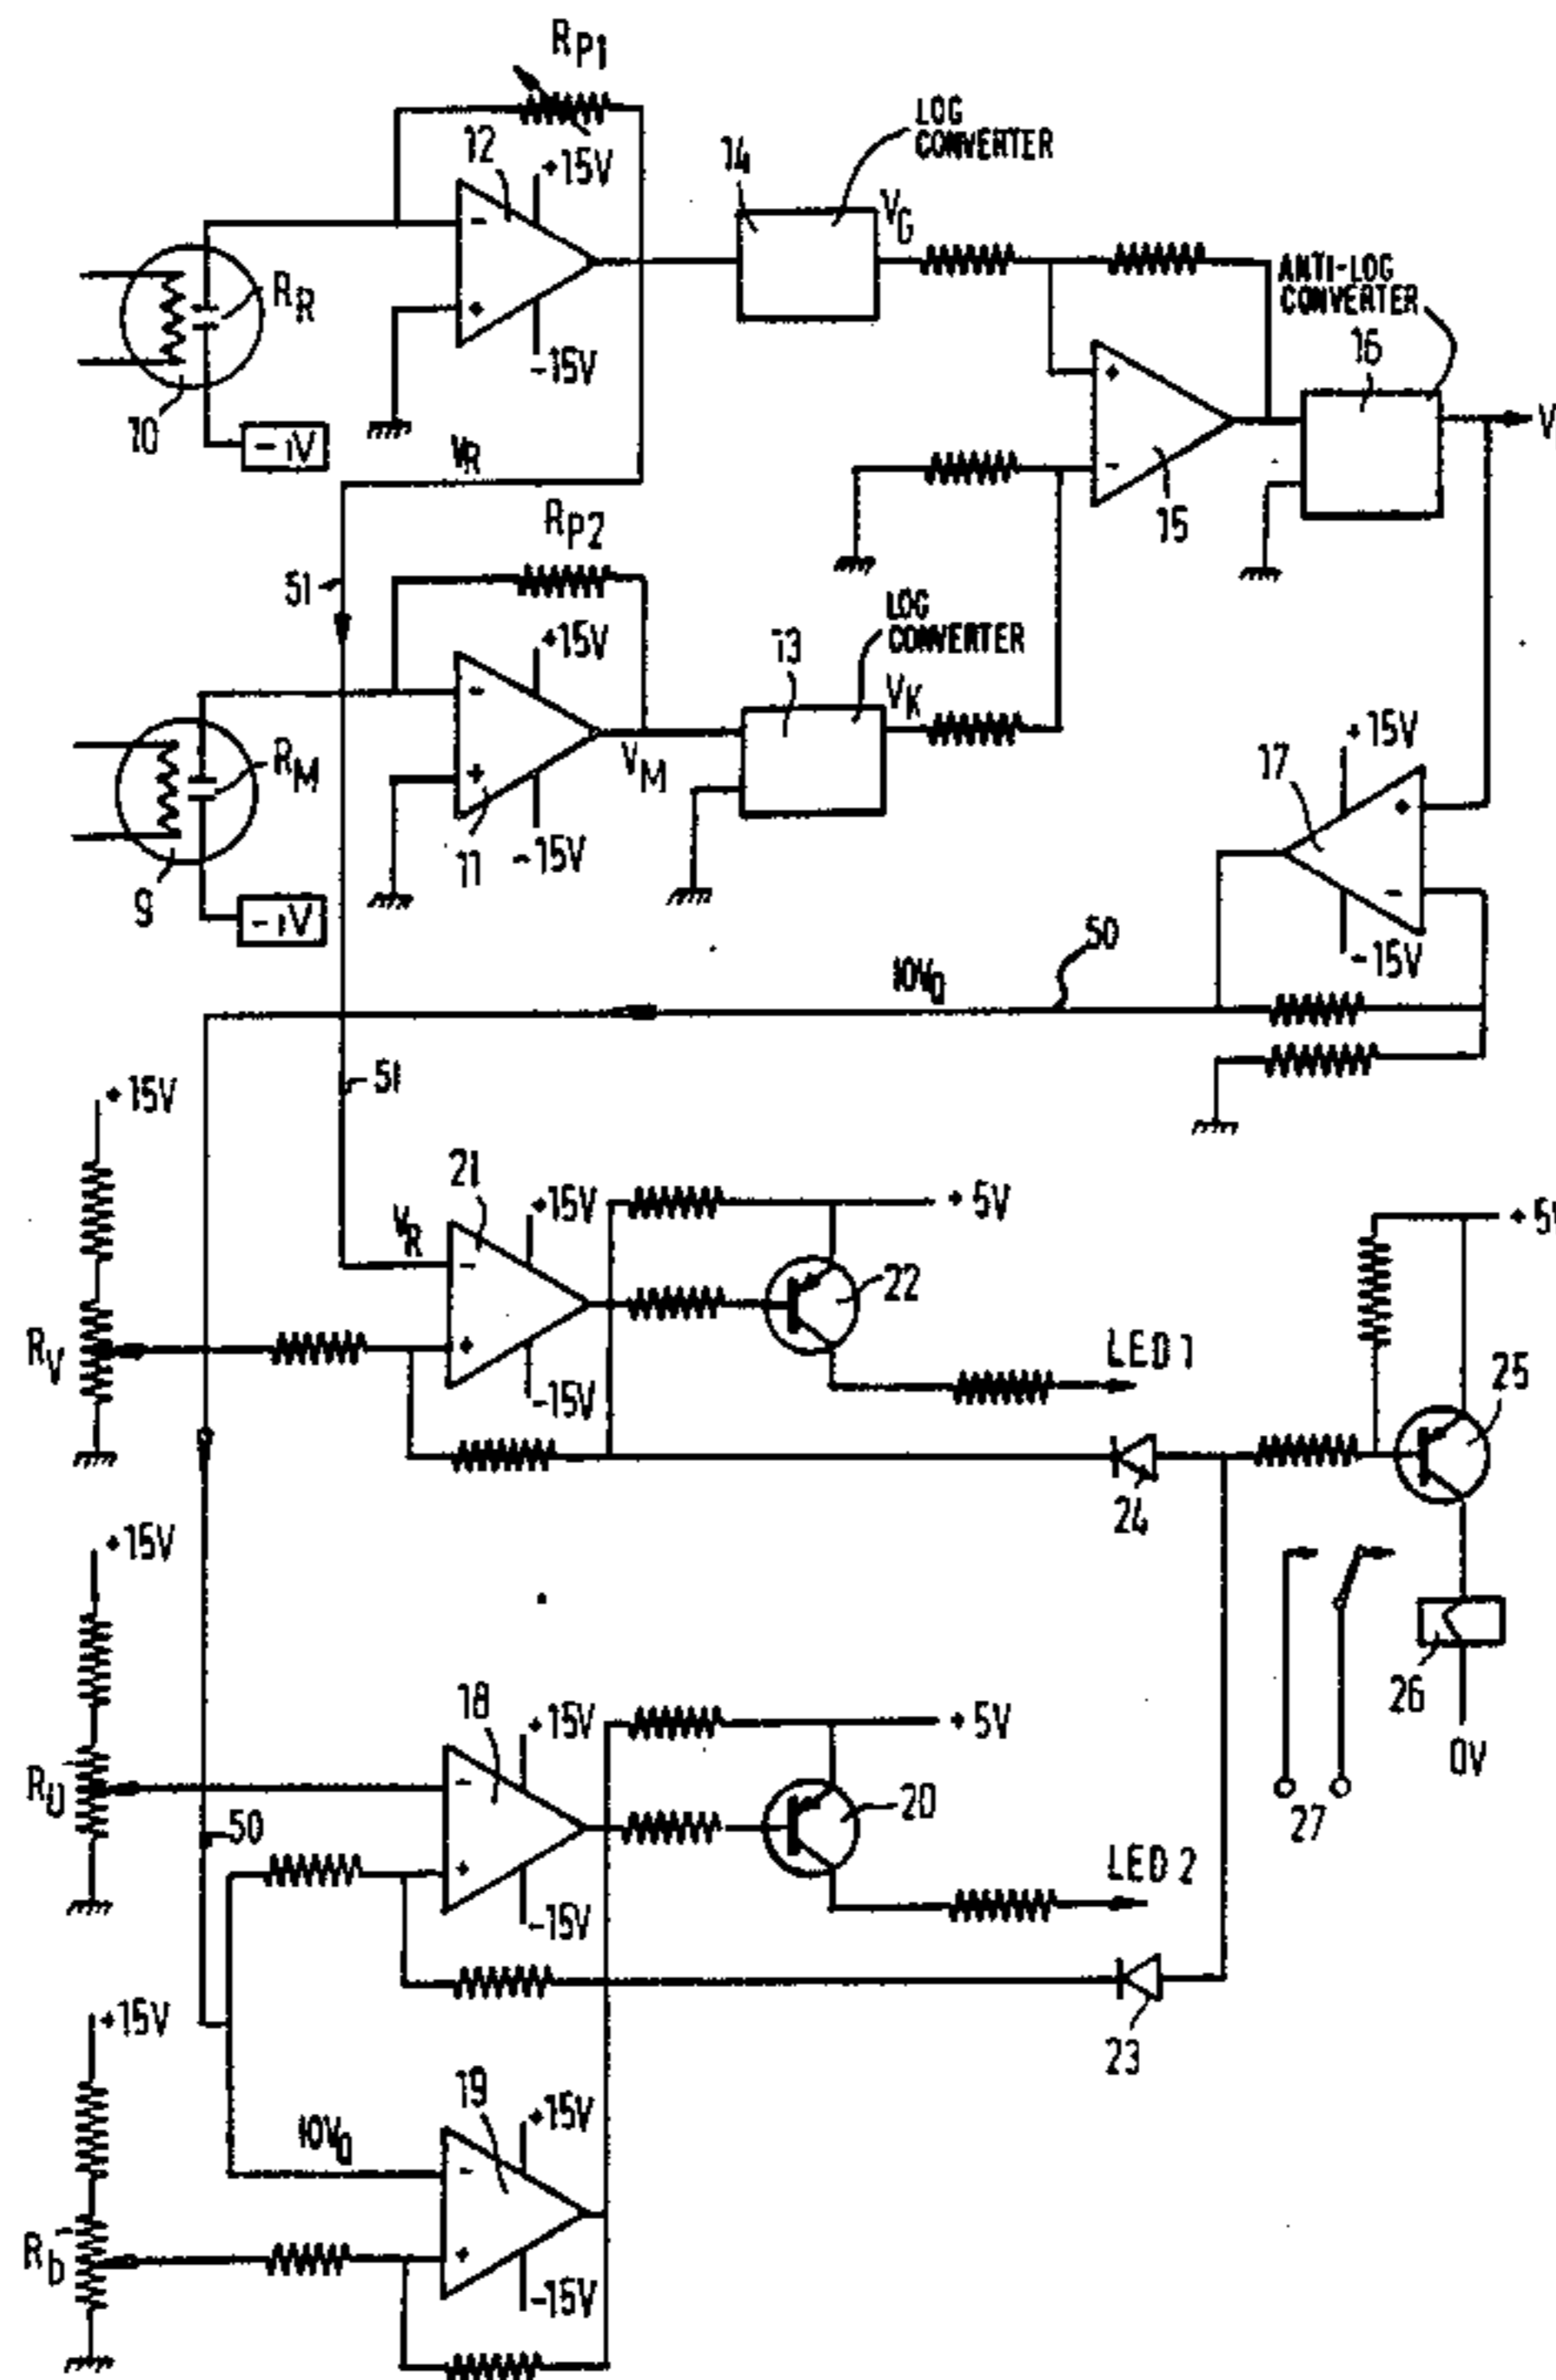 RP1
12
+15V
LOG
CONVERTER
14
VG
RR
-15V
ANTI-LOG
CONVERTER
16
10
-1V
VR
15
RP2
51
+15V
LOG
CONVERTER
13
VK
RM
VM
+15V
17
11
-15V
9
-1V
-15V
50
10VQ
51
+15V
21
+15V
+5V
+5V
VR
22
RV
LED 1
25
-15V
24
+15V
18
+15V
+5V
26
RU
20
0V
50
27
LED 2
-15V
+15V
23
19
+15V
10VQ
Rb
-15V